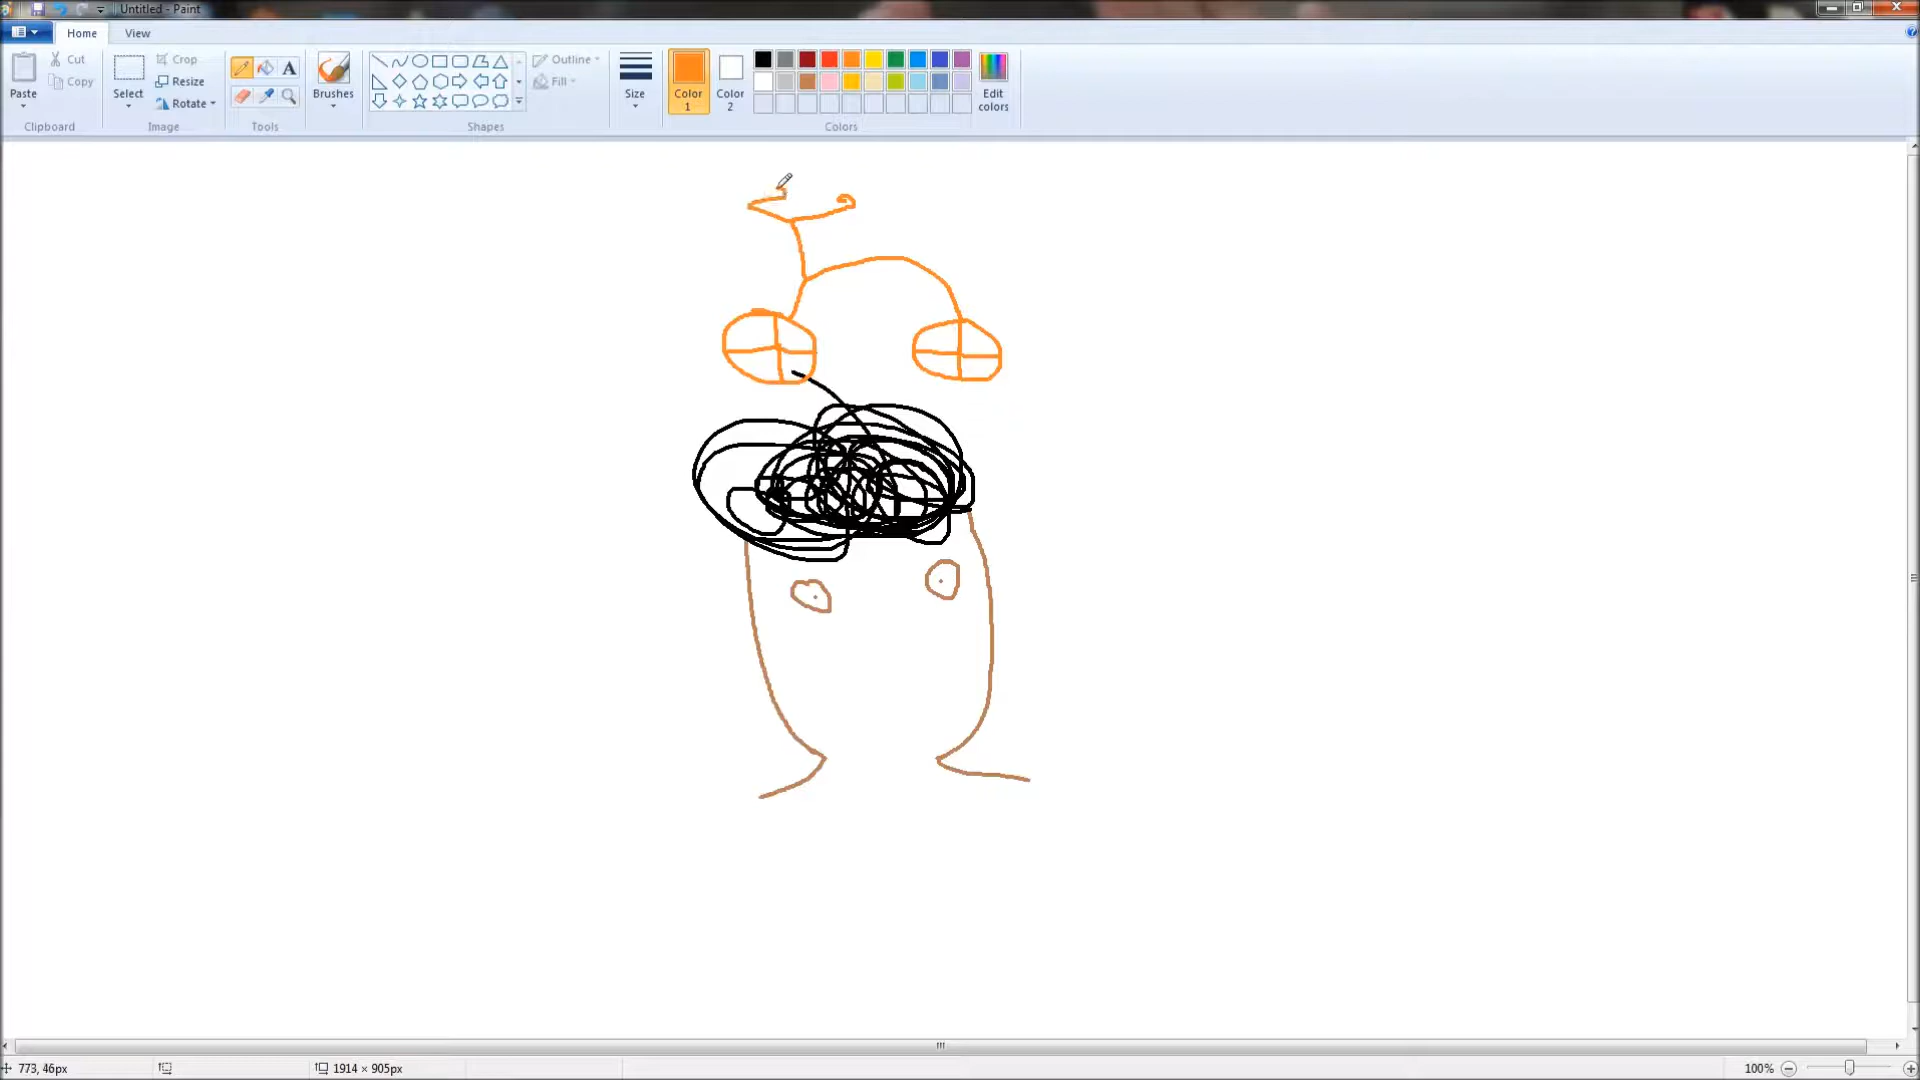 Untitled - Paint
Home View
Paste
Cut
Copy
Clipboard
Select
Crop
Resize
Rotate
Image
A
Tools
Brushes
Outline
Fill
Shapes
Size
Color 1
Color 2
Edit colors
Colors
773, 46px
1914 × 905px
100%